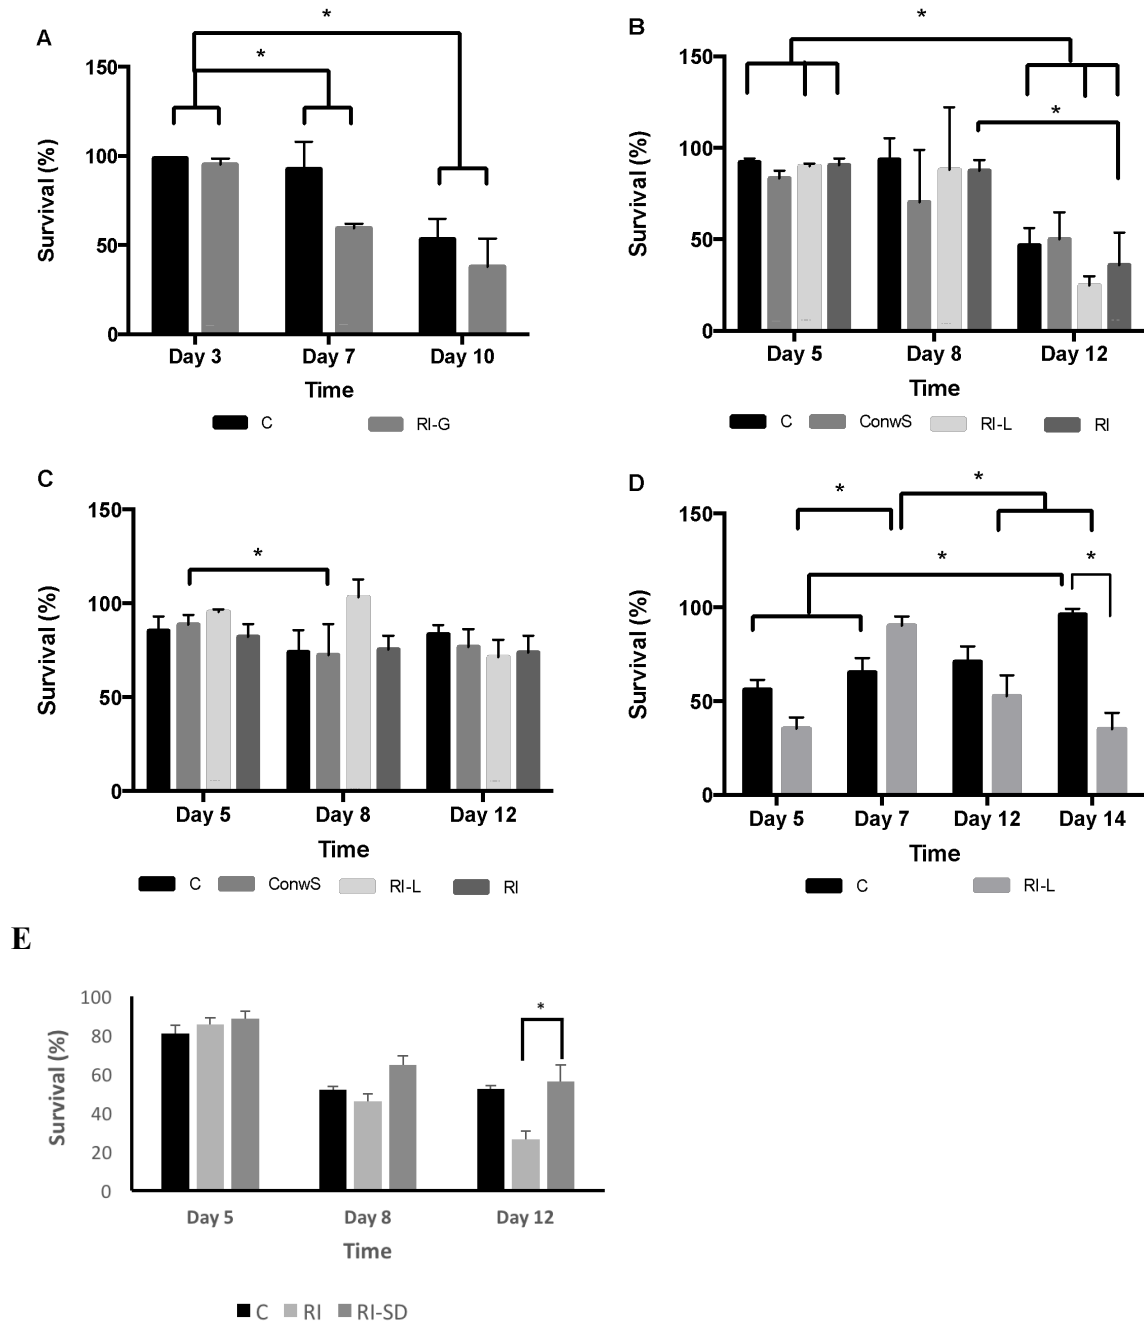 A
*
*
150
100
50
0
Survival (%)
Day 3 Day 7 Day 10
Time
C RI-G
B
*
*
150
100
50
0
Survival (%)
Day 5 Day 8 Day 12
Time
C ConwS RI-L RI
C
*
150
100
50
0
Survival (%)
Day 5 Day 8 Day 12
Time
C ConwS RI-L RI
D
*
*
*
*
150
100
50
0
Survival (%)
Day 5 Day 7 Day 12 Day 14
Time
C RI-L
E
*
100
80
60
40
20
0
Survival (%)
Day 5 Day 8 Day 12
Time
C RI RI-SD